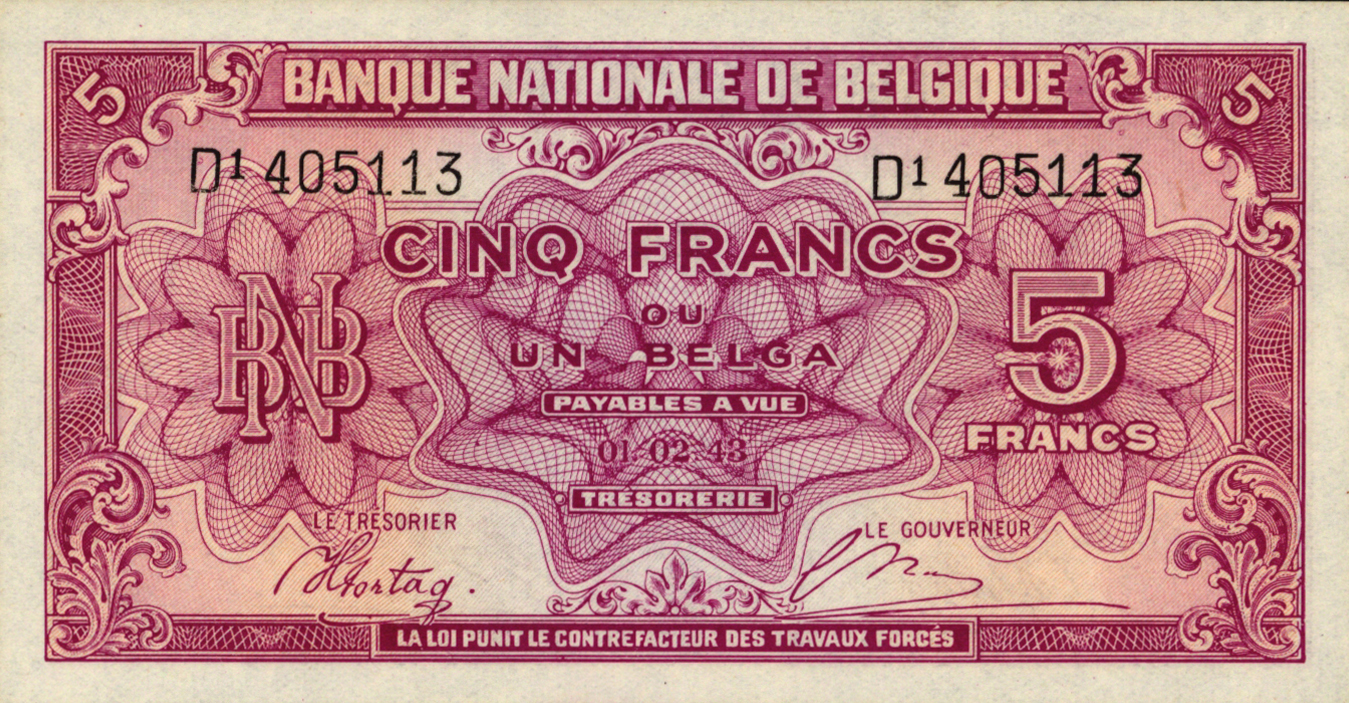 5 BANQUE NATIONALE DE BELGIQUE 5
D1 405113 D1 405113
CINQ FRANCS
OU
UN BELGA
BNB
5
PAYABLES A VUE
FRANCS
01-02-43
TRÉSORERIE
LE TRÉSORIER
LE GOUVERNEUR
LA LOI PUNIT LE CONTREFACTEUR DES TRAVAUX FORCÉS